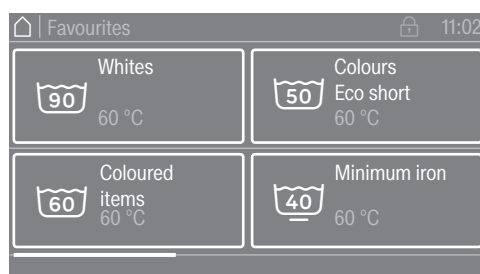 Favourites
11:02
Whites
90
60 °C
Colours
Eco short
50
60 °C
Coloured
items
60
60 °C
Minimum iron
40
60 °C